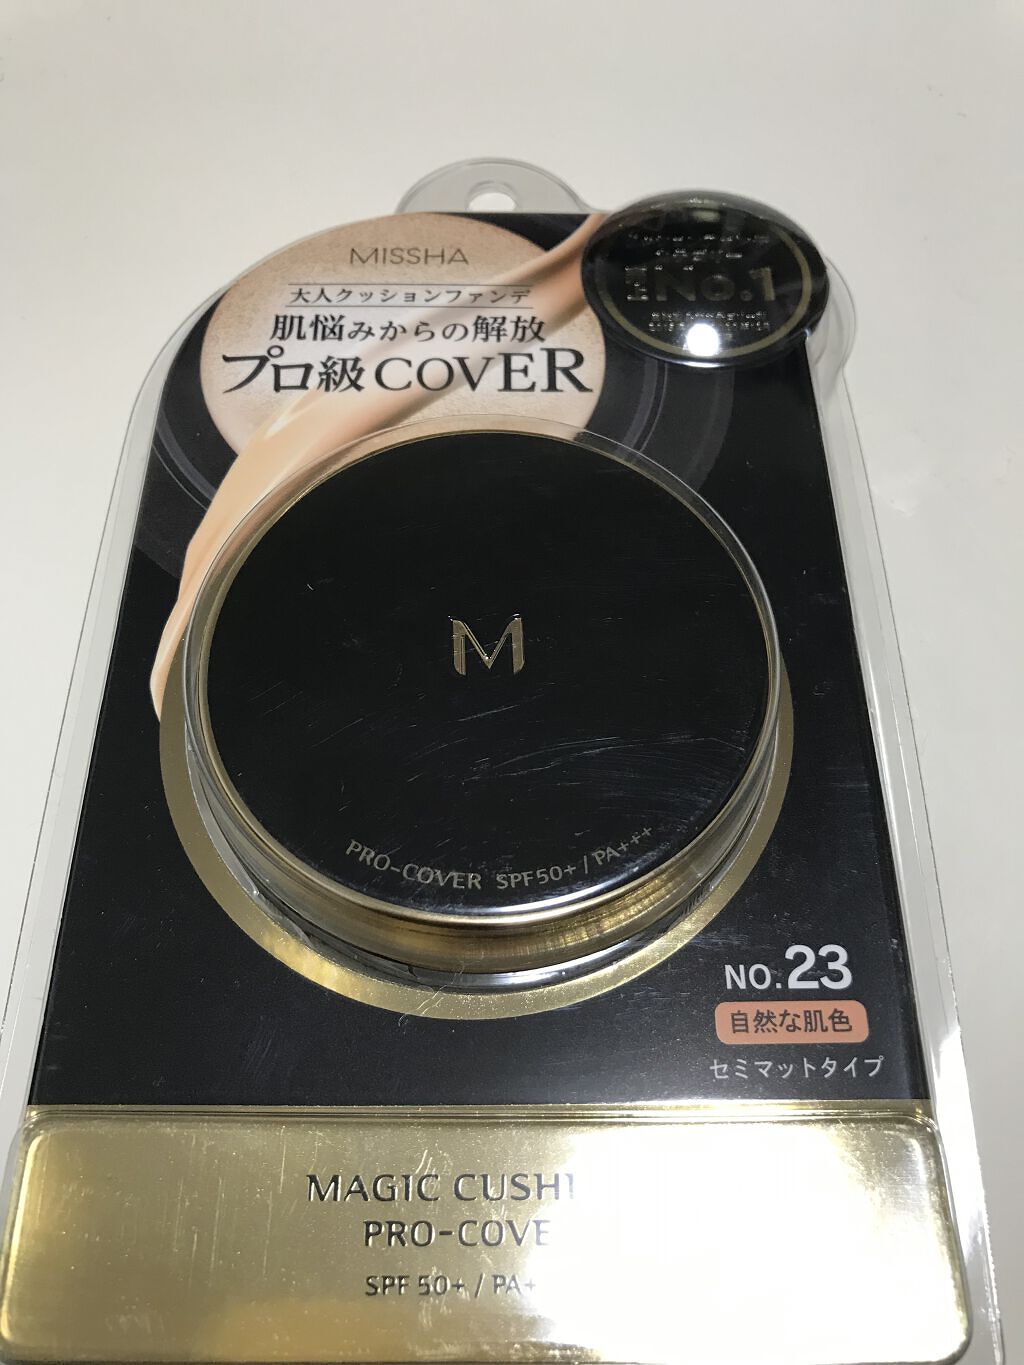 MISSHA
大人クッションファンデ
肌悩みからの解放
プロ級COVER
No.1
M
PRO-COVER SPF50+ / PA+++
NO.23
自然な肌色
セミマットタイプ
MAGIC CUSHI
PRO-COVE
SPF 50+ / PA+